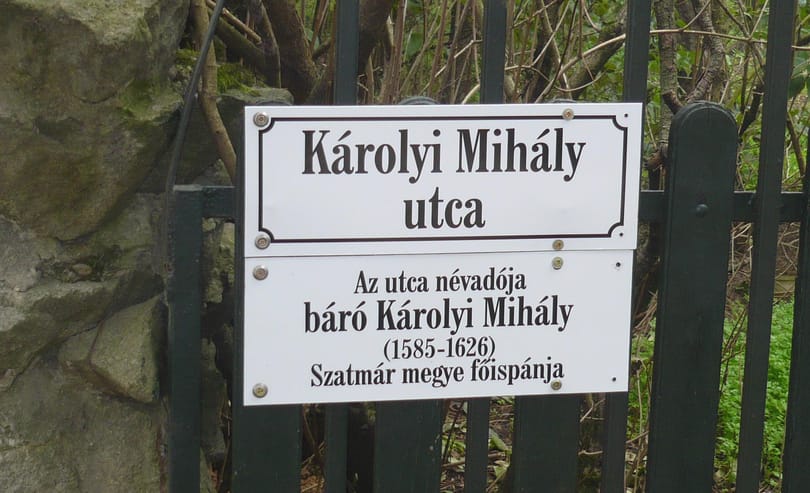 Károlyi Mihály
utca
Az utca névadója
báró Károlyi Mihály
(1585-1626)
Szatmár megye főispánja